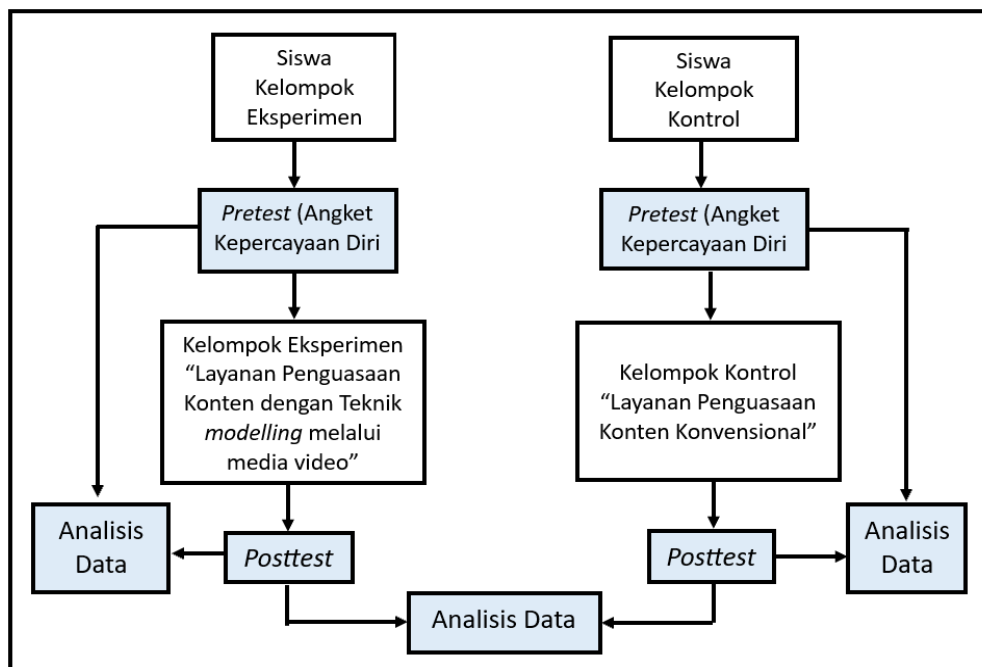 Siswa
Kelompok
Eksperimen
Siswa
Kelompok
Kontrol
Pretest (Angket
Kepercayaan Diri
Pretest (Angket
Kepercayaan Diri
Kelompok Eksperimen
“Layanan Penguasaan
Konten dengan Teknik
modelling melalui
media video”
Kelompok Kontrol
“Layanan Penguasaan
Konten Konvensional”
Analisis
Data
Posttest
Posttest
Analisis
Data
Analisis Data